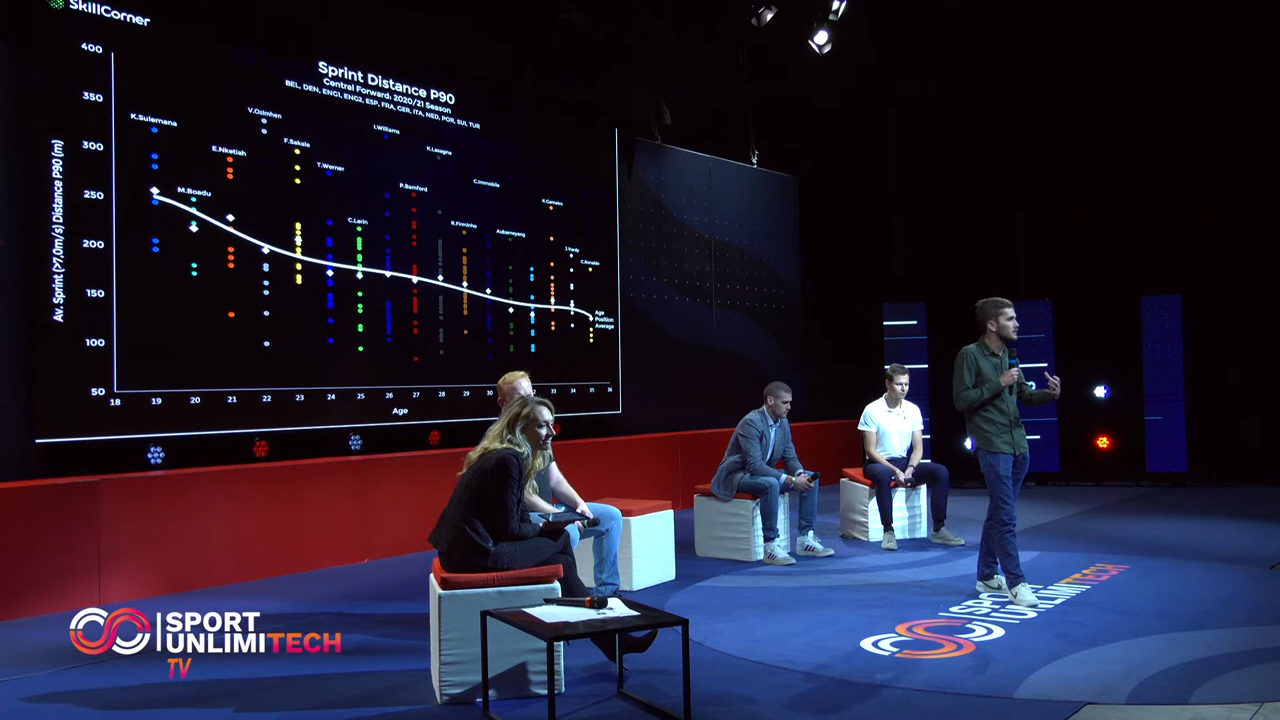 SkillCorner
Sprint Distance P90
Central Forward: 2020/21 Season
BEL, DEN, ENG1, ENG2, ESP, FRA, GER, ITA, NED, POR, SUI, TUR
400
350
300
250
200
150
100
50
Av. Sprint (>7,0m/s) Distance P90 (m)
K.Sulemana
M.Boadu
E.Nketiah
V.Osimhen
F.Sakala
T.Werner
C.Larin
I.Williams
P.Bamford
K.Lasagna
R.Firminho
C.Immobile
Aubameyang
K.Gameiro
J.Vardy
C.Ronaldo
Age
Position
Average
18 19 20 21 22 23 24 25 26 27 28 29 30 32 33 34 35 36
Age
SPORT
UNLIMITECH
TV
SPORT
UNLIMITECH